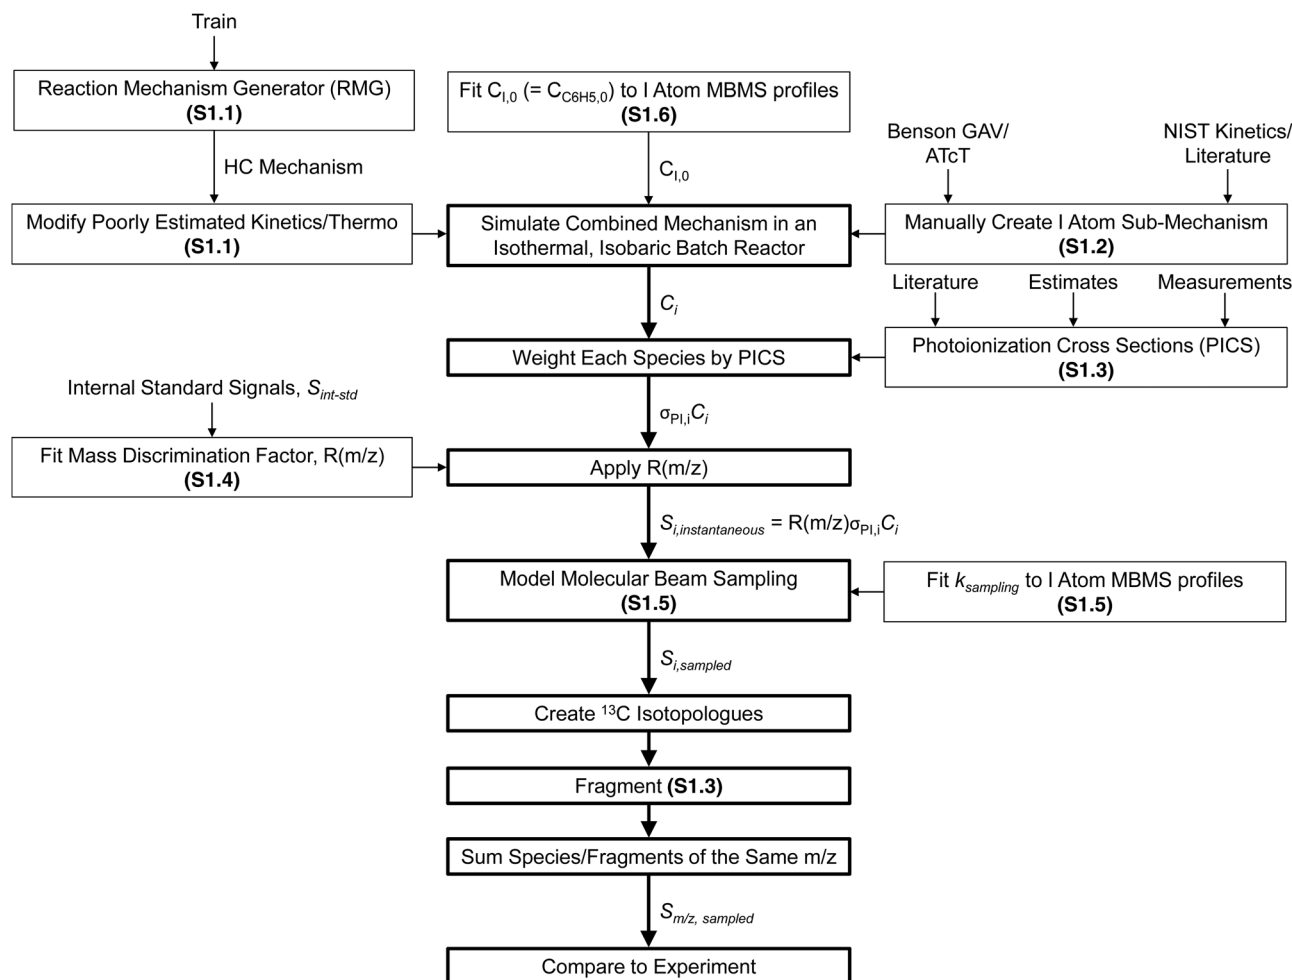 Train
Reaction Mechanism Generator (RMG)
(S1.1)
HC Mechanism
Modify Poorly Estimated Kinetics/Thermo
(S1.1)
Fit C_I,0 (= C_C6H5,0) to I Atom MBMS profiles
(S1.6)
C_I,0
Benson GAV/
ATcT
NIST Kinetics/
Literature
Simulate Combined Mechanism in an
Isothermal, Isobaric Batch Reactor
Manually Create I Atom Sub-Mechanism
(S1.2)
C_i
Literature
Estimates
Measurements
Weight Each Species by PICS
Photoionization Cross Sections (PICS)
(S1.3)
Internal Standard Signals, S_int-std
σ_PI,i C_i
Fit Mass Discrimination Factor, R(m/z)
(S1.4)
Apply R(m/z)
S_i,instantaneous = R(m/z)σ_PI,i C_i
Model Molecular Beam Sampling
(S1.5)
Fit k_sampling to I Atom MBMS profiles
(S1.5)
S_i,sampled
Create ¹³C Isotopologues
Fragment (S1.3)
Sum Species/Fragments of the Same m/z
S_m/z, sampled
Compare to Experiment